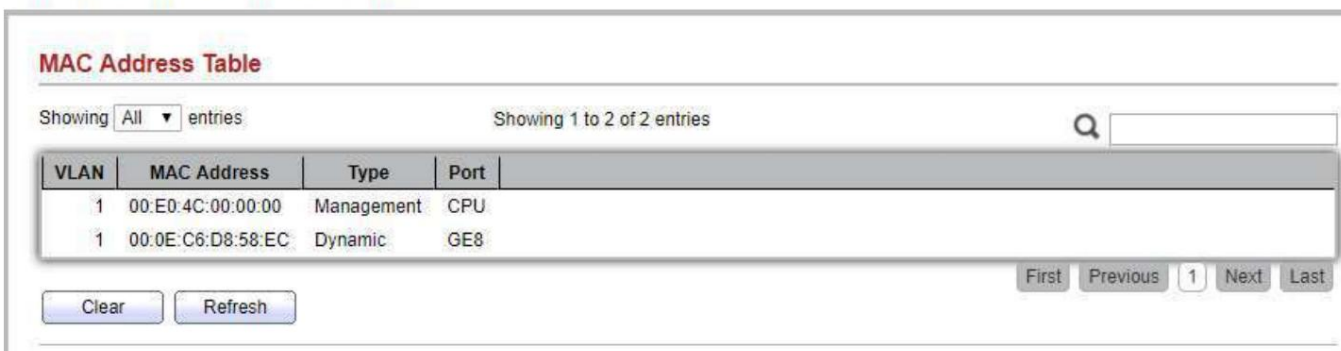 MAC Address Table
Showing All entries Showing 1 to 2 of 2 entries
VLAN MAC Address Type Port
1 00:E0:4C:00:00:00 Management CPU
1 00:0E:C6:D8:58:EC Dynamic GE8
First Previous 1 Next Last
Clear Refresh